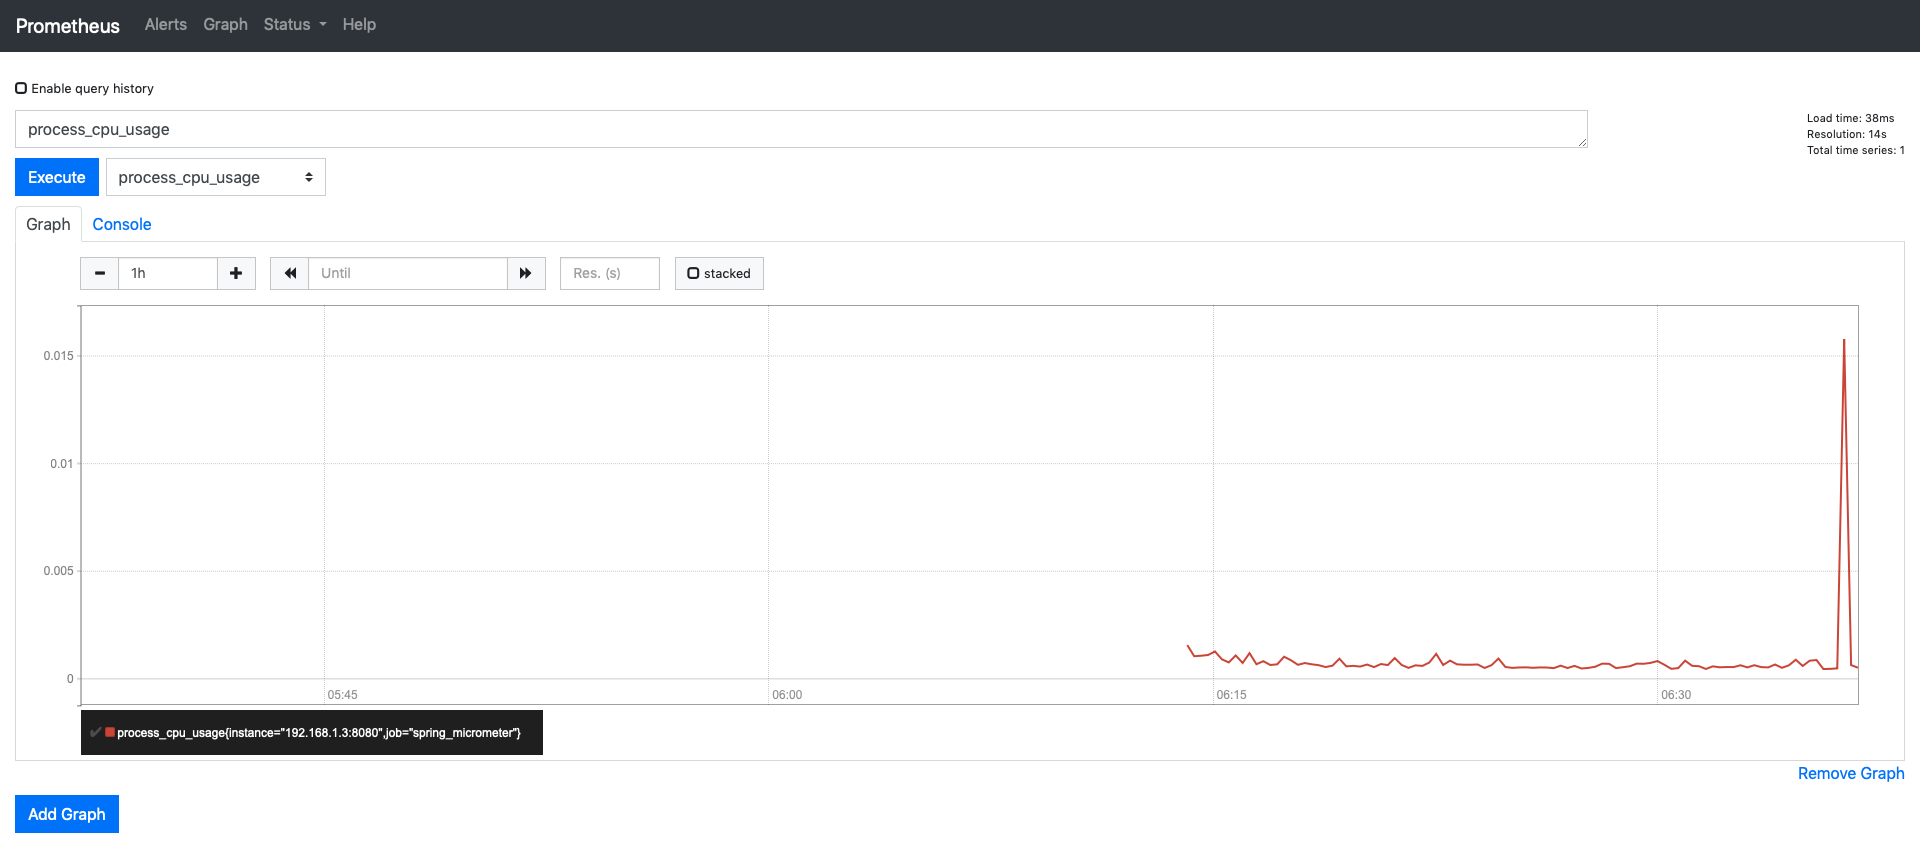 Prometheus Alerts Graph Status Help
Enable query history
process_cpu_usage
Load time: 38ms
Resolution: 14s
Total time series: 1
Execute process_cpu_usage
Graph Console
1h Until Res. (s) stacked
0.015
0.01
0.005
0
05:45 06:00 06:15 06:30
process_cpu_usage{instance="192.168.1.3:8080",job="spring_micrometer"}
Remove Graph
Add Graph